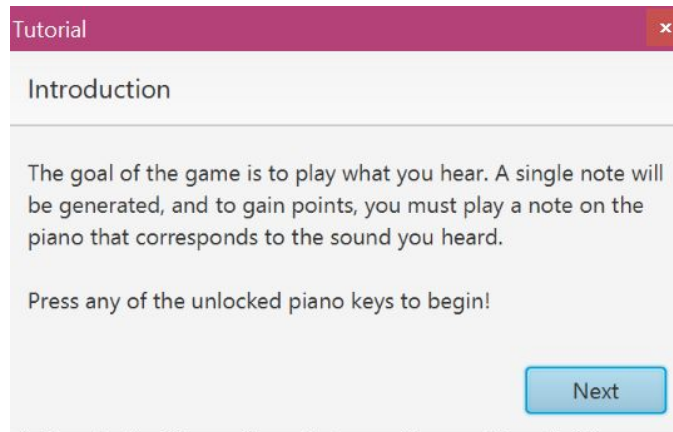 Tutorial
Introduction
The goal of the game is to play what you hear. A single note will
be generated, and to gain points, you must play a note on the
piano that corresponds to the sound you heard.
Press any of the unlocked piano keys to begin!
Next